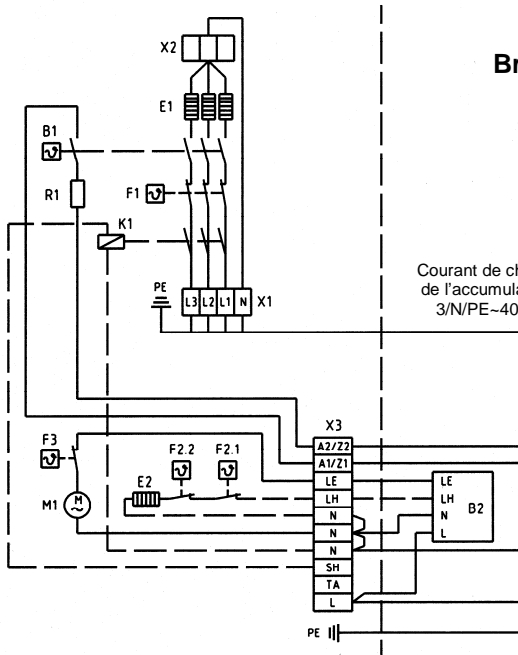 X2
Br
E1
B1
R1
F1
K1
PE
L3 L2 L1 N X1
Courant de ch
de l'accumula
3/N/PE~40
X3
F3
F2.2 F2.1
A2/Z2
A1/Z1
E2
LE LE
LH LH
M1 M N N B2
N L
N
SH
TA
L
PE